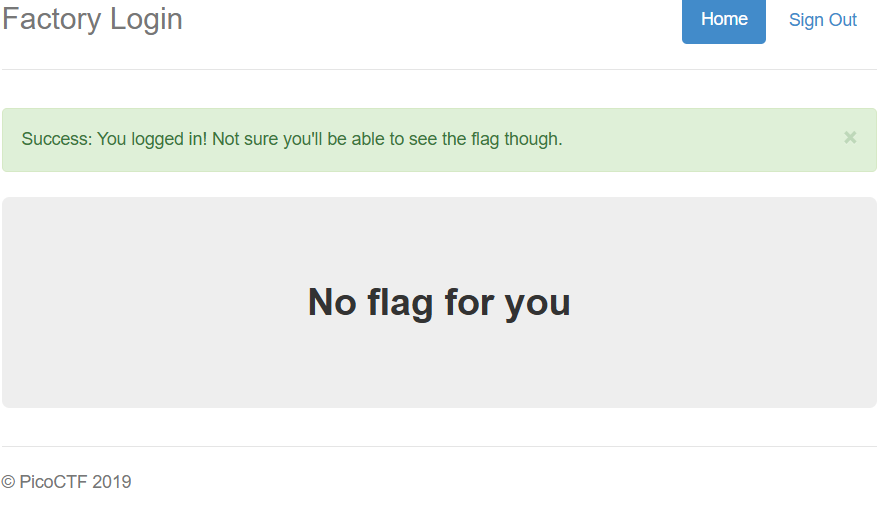 Factory Login
Home
Sign Out
Success: You logged in! Not sure you'll be able to see the flag though.
×
No flag for you
© PicoCTF 2019